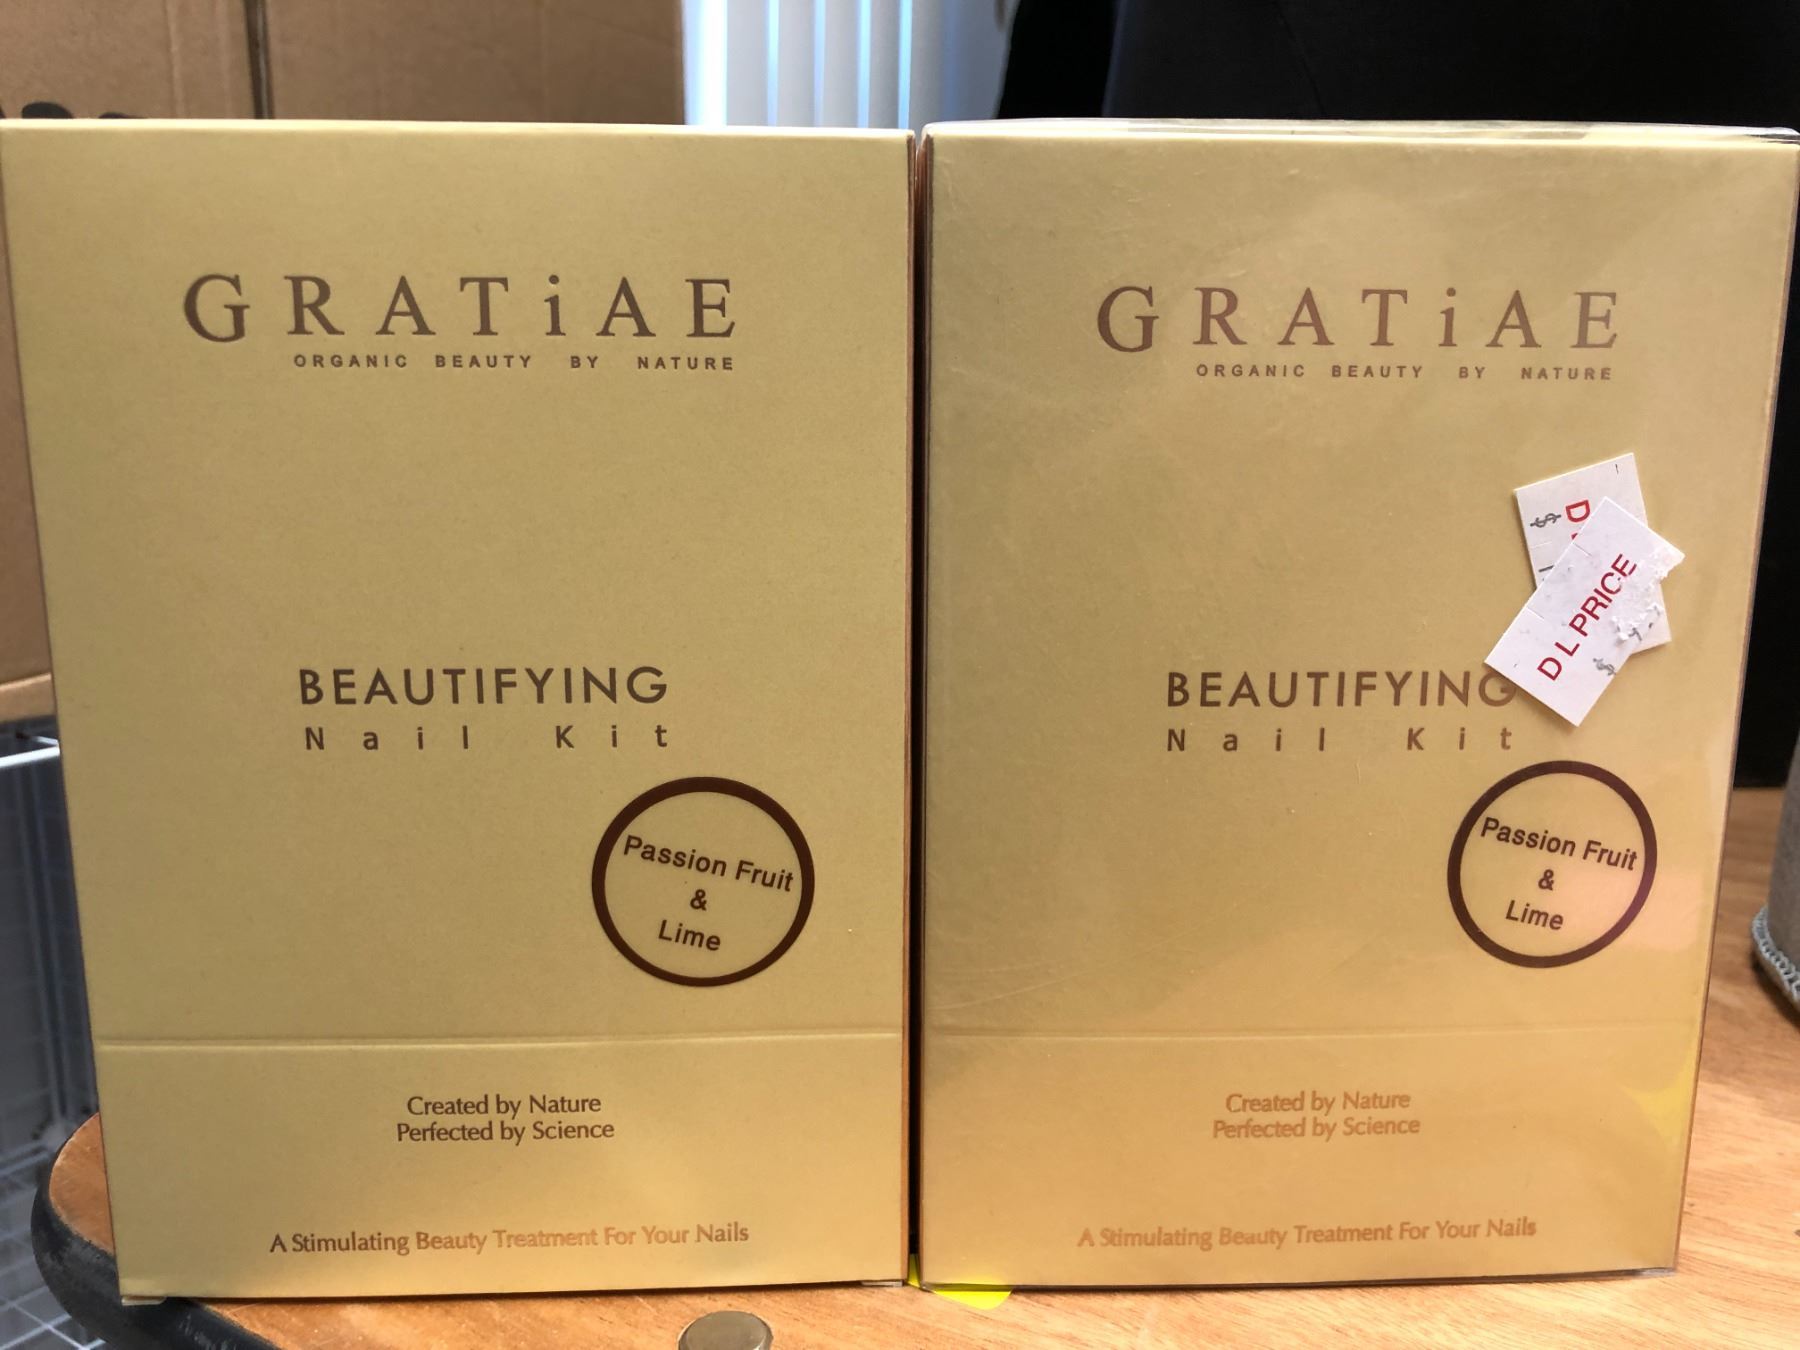 GRATiAE
ORGANIC BEAUTY BY NATURE
BEAUTIFYING
Nail Kit
Passion Fruit
&
Lime
Created by Nature
Perfected by Science
A Stimulating Beauty Treatment For Your Nails
GRATiAE
ORGANIC BEAUTY BY NATURE
D
$
D L PRICE
$
BEAUTIFYING
Nail Kit
Passion Fruit
&
Lime
Created by Nature
Perfected by Science
A Stimulating Beauty Treatment For Your Nails